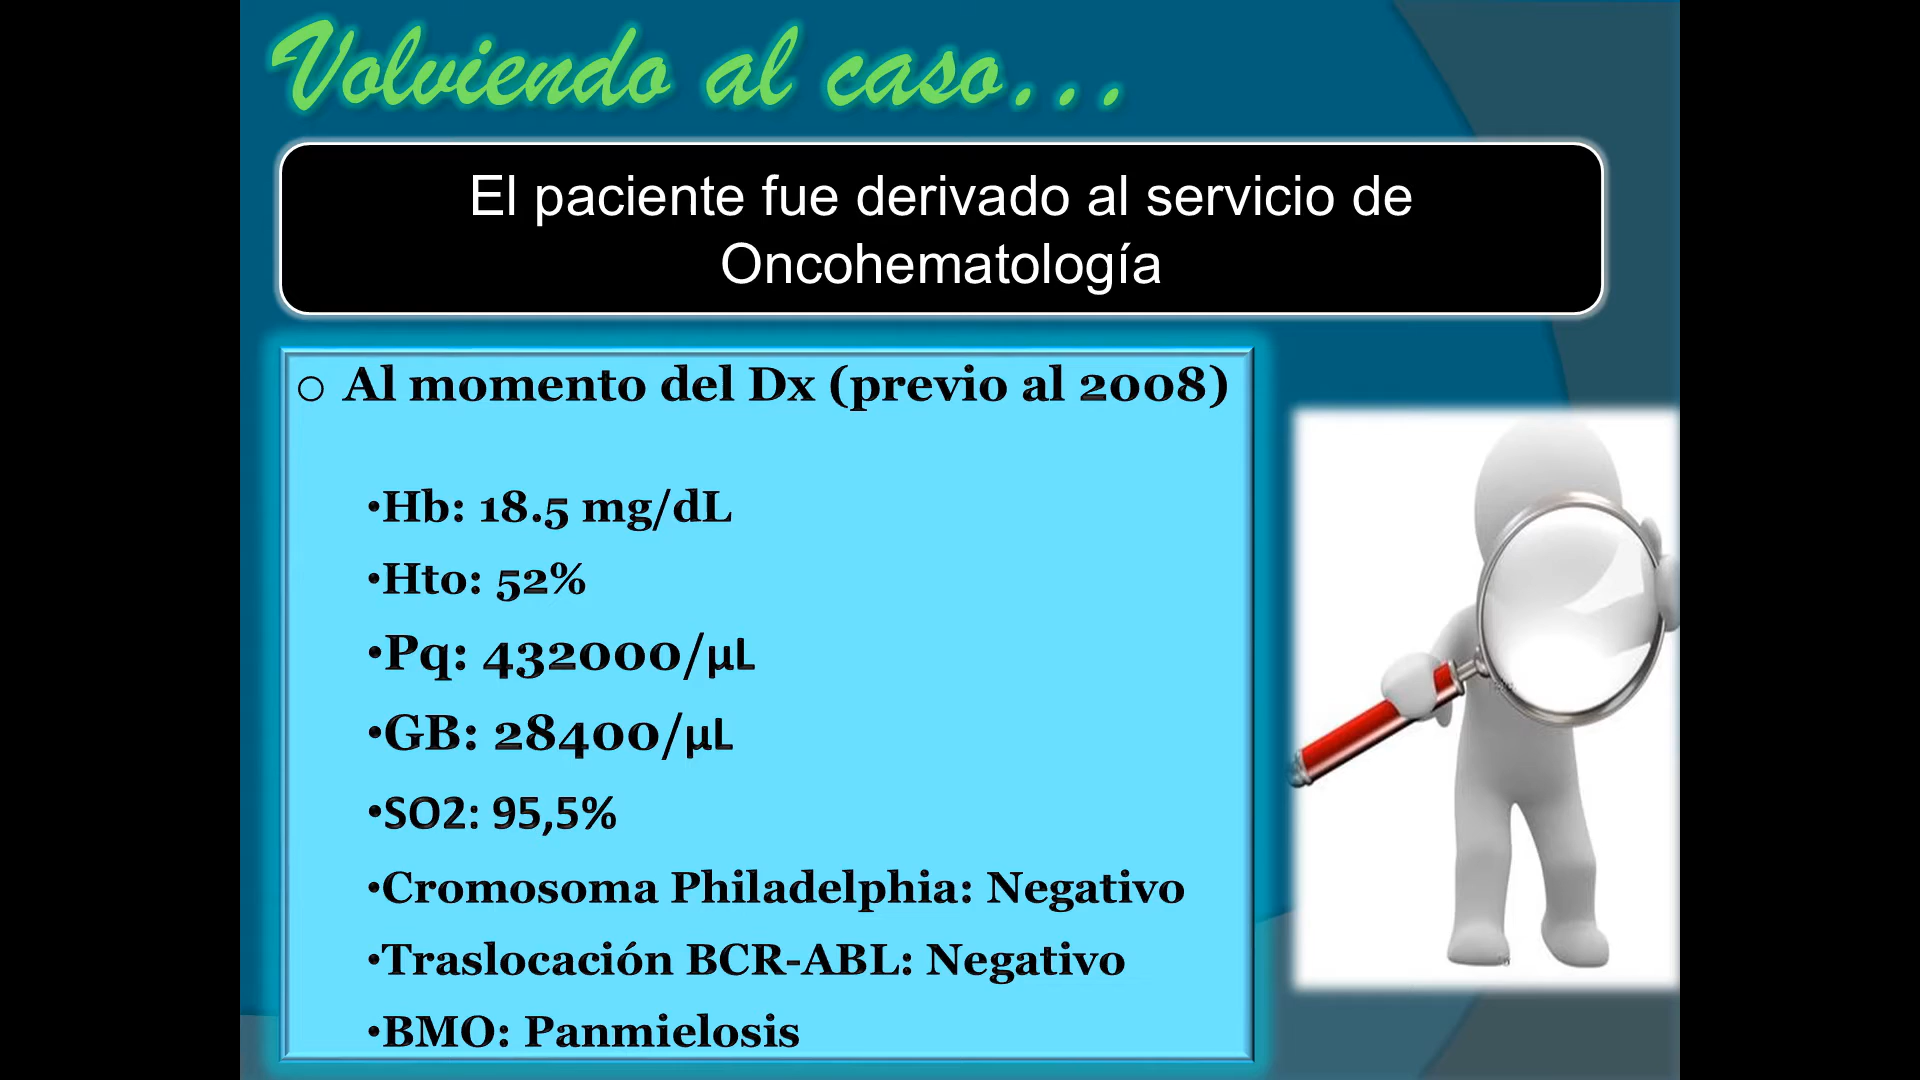 Volviendo al caso...
El paciente fue derivado al servicio de
Oncohematología
o Al momento del Dx (previo al 2008)
•Hb: 18.5 mg/dL
•Hto: 52%
•Pq: 432000/µL
•GB: 28400/µL
•SO2: 95,5%
•Cromosoma Philadelphia: Negativo
•Traslocación BCR-ABL: Negativo
•BMO: Panmielosis